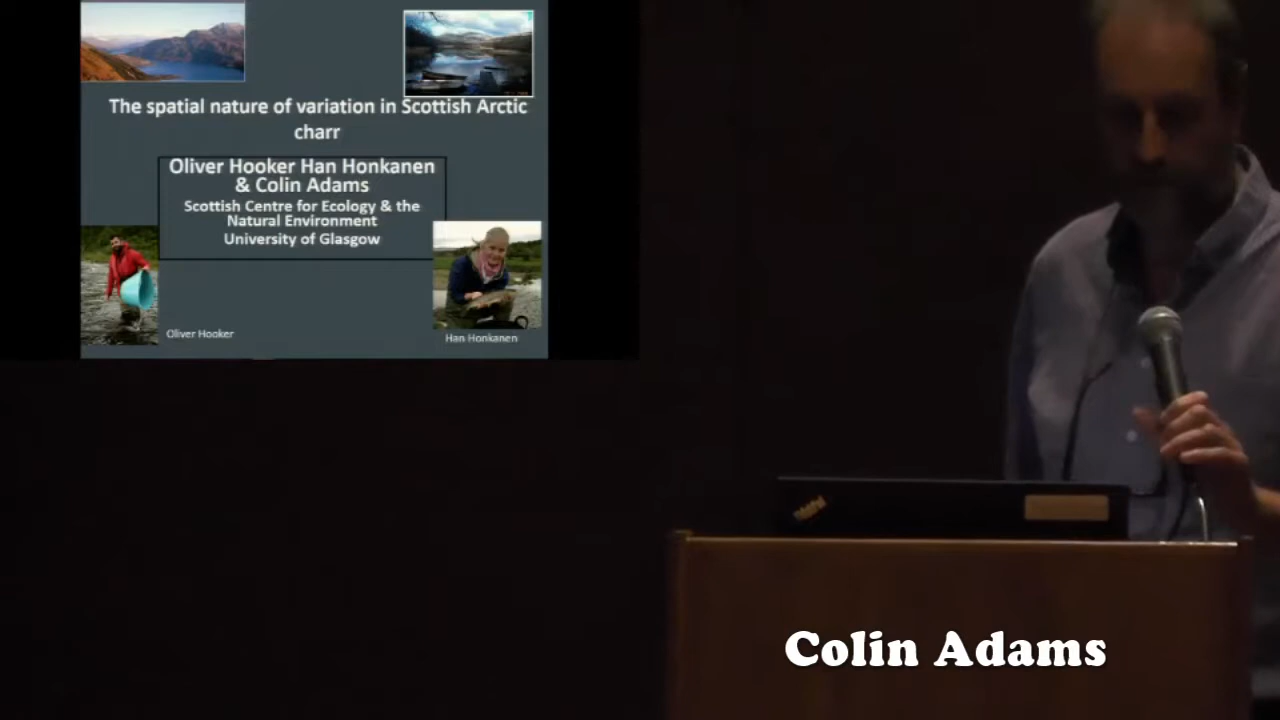 The spatial nature of variation in Scottish Arctic
charr
Oliver Hooker Han Honkanen
& Colin Adams
Scottish Centre for Ecology & the
Natural Environment
University of Glasgow
Oliver Hooker
Han Honkanen
Colin Adams